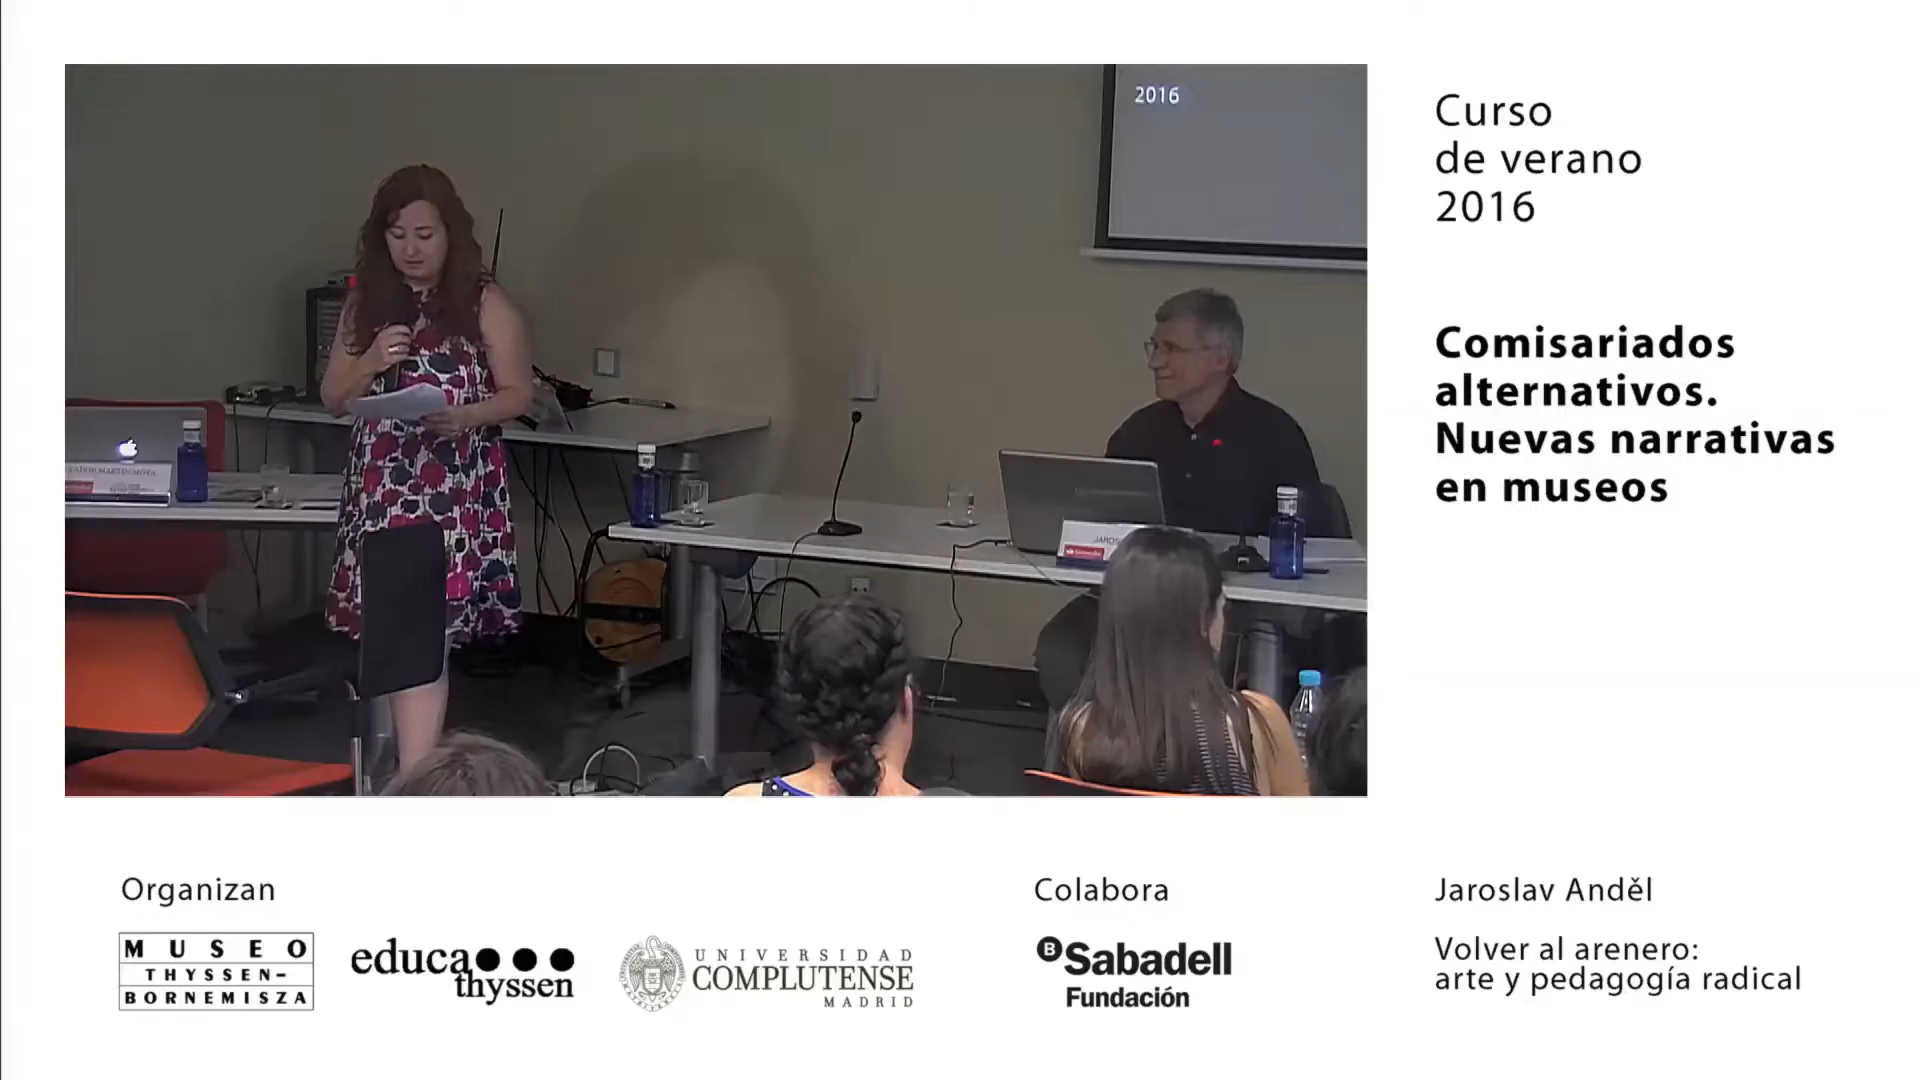 2016
Curso
de verano
2016
Comisariados
alternativos.
Nuevas narrativas
en museos
JAROS
Organizan
MUSEO
THYSSEN-
BORNEMISZA
educa
thyssen
UNIVERSIDAD
COMPLUTENSE
MADRID
Colabora
B Sabadell
Fundación
Jaroslav Anděl
Volver al arenero:
arte y pedagogía radical